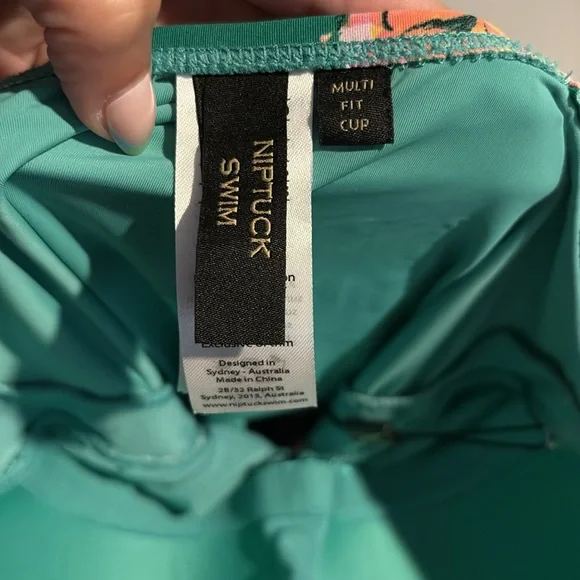 MULTI
FIT
CUP
NIPTUCK
SWIM
Designed in
Sydney - Australia
Made in China
28/32 Ralph St
Sydney, 2015, Australia
www.niptuckswim.com